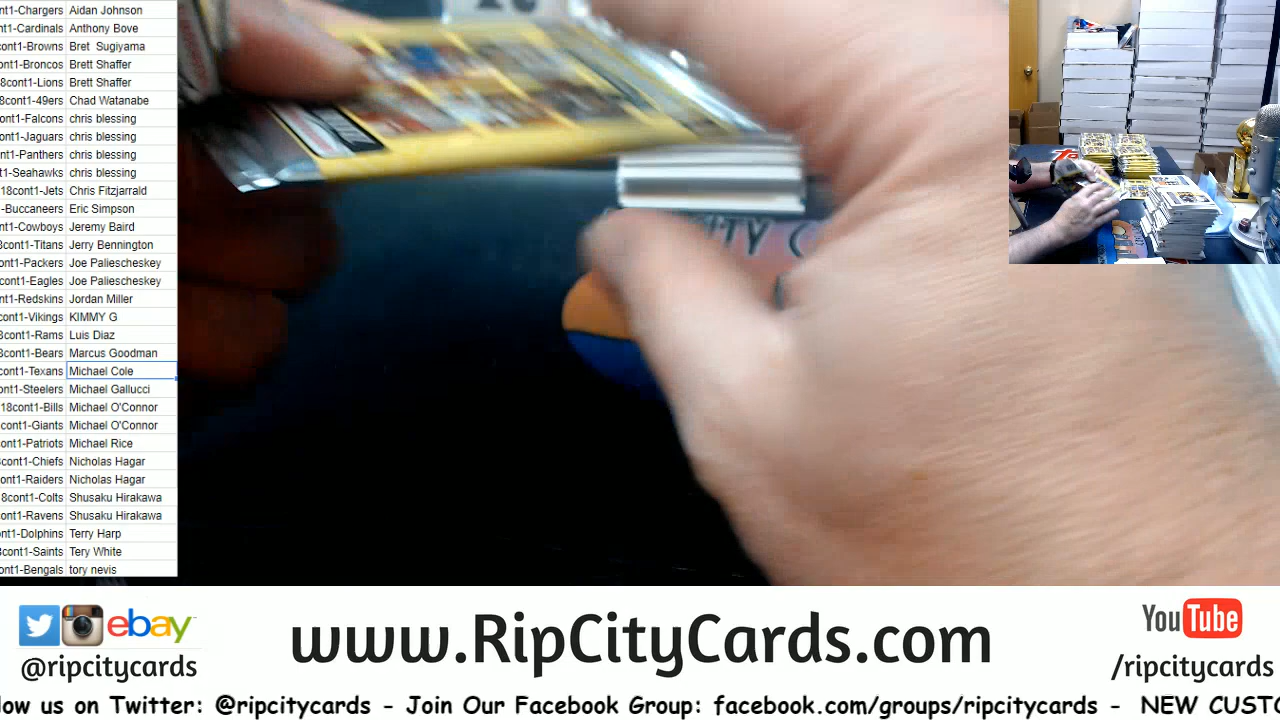 nt1-Chargers Aidan Johnson
nt1-Cardinals Anthony Bove
cont1-Browns Bret Sugiyama
cont1-Broncos Brett Shaffer
8cont1-Lions Brett Shaffer
8cont1-49ers Chad Watanabe
cont1-Falcons chris blessing
ont1-Jaguars chris blessing
nt1-Panthers chris blessing
nt1-Seahawks chris blessing
18cont1-Jets Chris Fitzjarrald
-Buccaneers Eric Simpson
nt1-Cowboys Jeremy Baird
3cont1-Titans Jerry Bennington
nt1-Packers Joe Paliescheskey
cont1-Eagles Joe Paliescheskey
nt1-Redskins Jordan Miller
ont1-Vikings KIMMY G
3cont1-Rams Luis Diaz
3cont1-Bears Marcus Goodman
cont1-Texans Michael Cole
nt1-Steelers Michael Gallucci
18cont1-Bills Michael O'Connor
cont1-Giants Michael O'Connor
ont1-Patriots Michael Rice
cont1-Chiefs Nicholas Hagar
ont1-Raiders Nicholas Hagar
8cont1-Colts Shusaku Hirakawa
ont1-Ravens Shusaku Hirakawa
nt1-Dolphins Terry Harp
3cont1-Saints Tery White
cont1-Bengals tory nevis
ebay
@ripcitycards
www.RipCityCards.com
YouTube
/ripcitycards
low us on Twitter: @ripcitycards - Join Our Facebook Group: facebook.com/groups/ripcitycards - NEW CUSTO